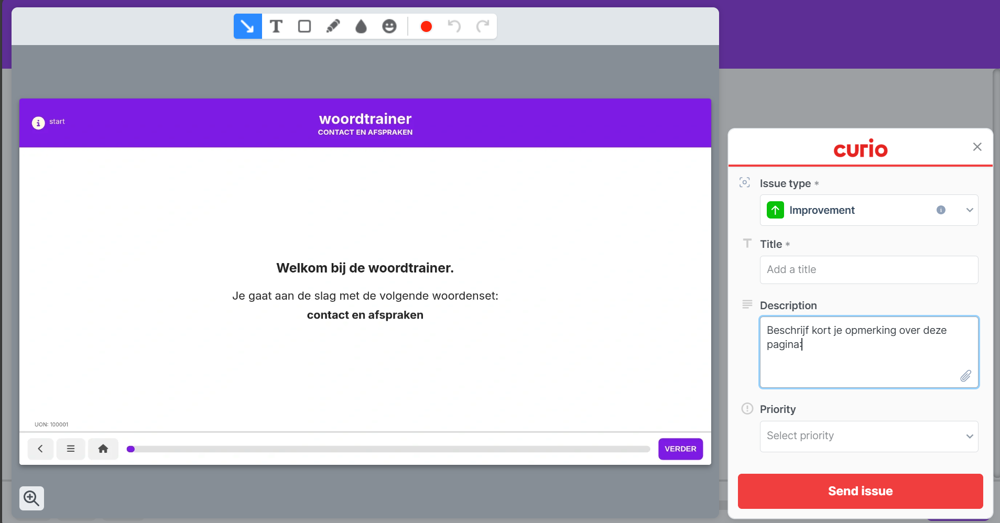 start
woordtrainer
CONTACT EN AFSPRAKEN
Welkom bij de woordtrainer.
Je gaat aan de slag met de volgende woordenset:
contact en afspraken
UON: 100001
VERDER
curio
Issue type *
Improvement
Title *
Add a title
Description
Beschrijf kort je opmerking over deze
pagina:
Priority
Select priority
Send issue